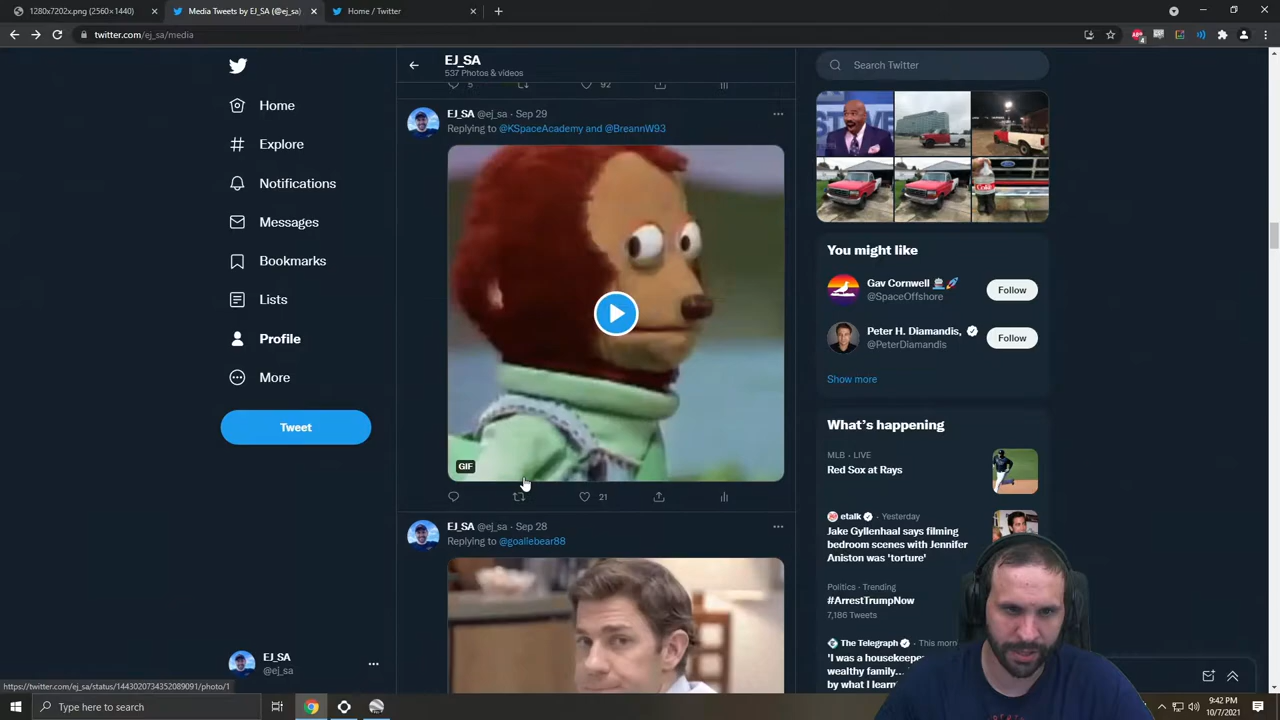 1280x7202x.png (2560×1440)
Media Tweets by EJ_SA (@ej_sa)
Home / Twitter
twitter.com/ej_sa/media
4
Home
Explore
Notifications
Messages
Bookmarks
Lists
Profile
More
Tweet
EJ_SA
@ej_sa
EJ_SA
537 Photos & videos
5
92
EJ_SA @ej_sa · Sep 29
Replying to @KSpaceAcademy and @BreannW93
GIF
21
EJ_SA @ej_sa · Sep 28
Replying to @goallebear88
Search Twitter
You might like
Gav Cornwell
@SpaceOffshore
Follow
Peter H. Diamandis,
@PeterDiamandis
Follow
Show more
What's happening
MLB · LIVE
Red Sox at Rays
etalk · Yesterday
Jake Gyllenhaal says filming
bedroom scenes with Jennifer
Aniston was 'torture'
Politics · Trending
#ArrestTrumpNow
7,186 Tweets
The Telegraph · This morn
'I was a housekeeper
wealthy family...
by what I learn
https://twitter.com/ej_sa/status/1443020734352089091/photo/1
Type here to search
9:42 PM
10/7/2021